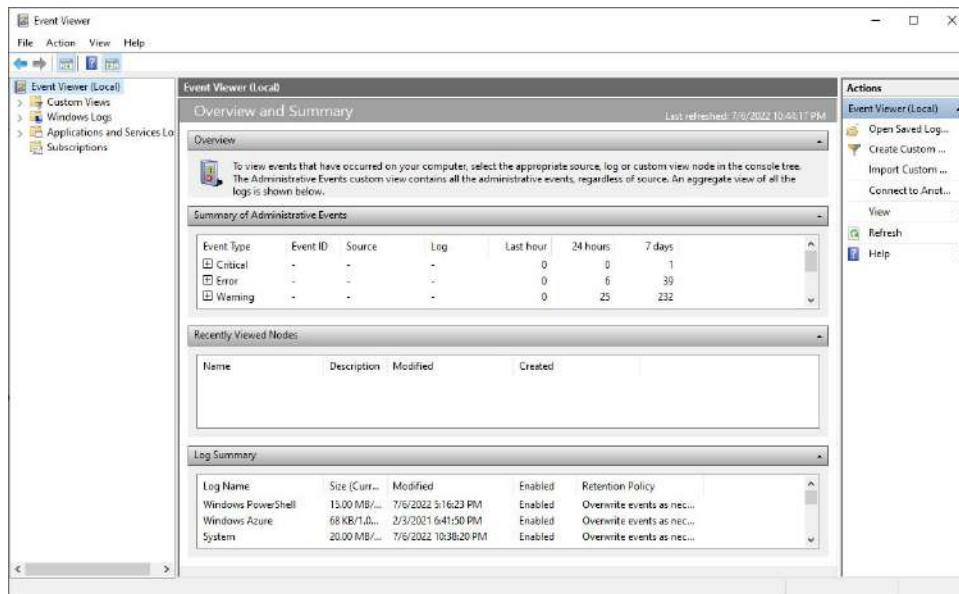 Event Viewer
File Action View Help
Event Viewer (Local)
Custom Views
Windows Logs
Applications and Services Lo
Subscriptions
Event Viewer (Local)
Overview and Summary
Last refreshed: 7/6/2022 10:44:17 PM
Overview
To view events that have occurred on your computer, select the appropriate source, log or custom view node in the console tree.
The Administrative Events custom view contains all the administrative events, regardless of source. An aggregate view of all the
logs is shown below.
Summary of Administrative Events
Event Type Event ID Source Log Last hour 24 hours 7 days
Critical - - - 0 0 1
Error - - - 0 6 39
Warning - - - 0 25 232
Recently Viewed Nodes
Name Description Modified Created
Log Summary
Log Name Size (Curr... Modified Enabled Retention Policy
Windows PowerShell 15.00 MB/... 7/6/2022 5:16:23 PM Enabled Overwrite events as nec...
Windows Azure 68 KB/1.0... 2/3/2021 6:41:50 PM Enabled Overwrite events as nec...
System 20.00 MB/... 7/6/2022 10:38:20 PM Enabled Overwrite events as nec...
Actions
Event Viewer (Local)
Open Saved Log...
Create Custom ...
Import Custom ...
Connect to Anot...
View
Refresh
Help